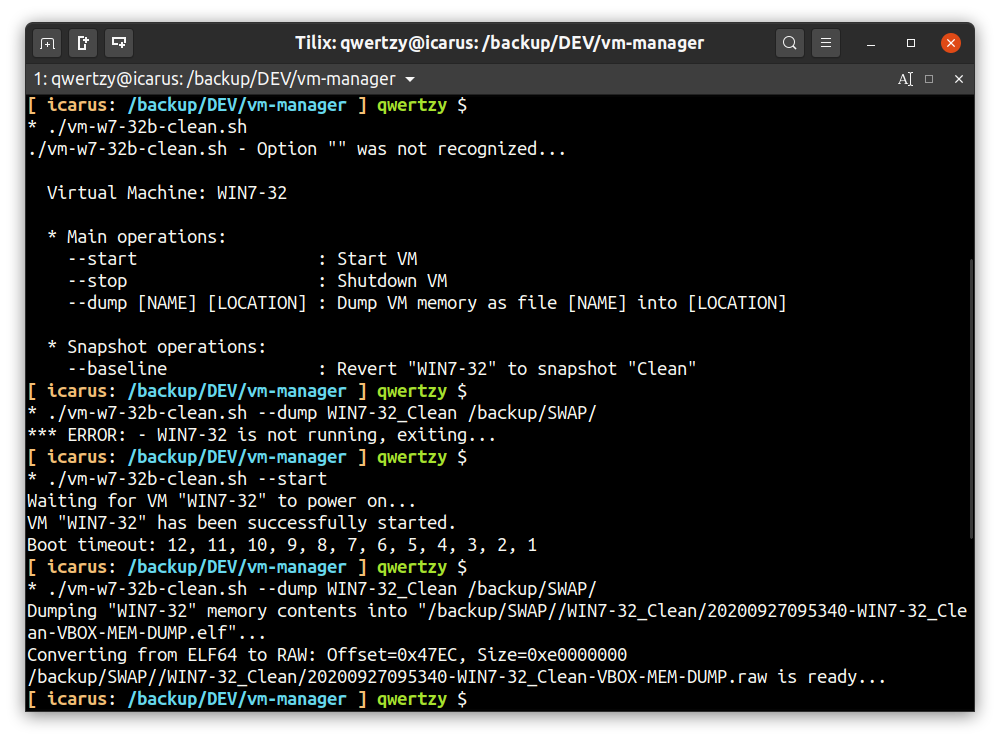 Tilix: qwertzy@icarus: /backup/DEV/vm-manager
1: qwertzy@icarus: /backup/DEV/vm-manager
[ icarus: /backup/DEV/vm-manager ] qwertzy $
* ./vm-w7-32b-clean.sh
./vm-w7-32b-clean.sh - Option "" was not recognized...
Virtual Machine: WIN7-32
* Main operations:
--start : Start VM
--stop : Shutdown VM
--dump [NAME] [LOCATION] : Dump VM memory as file [NAME] into [LOCATION]
* Snapshot operations:
--baseline : Revert "WIN7-32" to snapshot "Clean"
[ icarus: /backup/DEV/vm-manager ] qwertzy $
* ./vm-w7-32b-clean.sh --dump WIN7-32_Clean /backup/SWAP/
*** ERROR: - WIN7-32 is not running, exiting...
[ icarus: /backup/DEV/vm-manager ] qwertzy $
* ./vm-w7-32b-clean.sh --start
Waiting for VM "WIN7-32" to power on...
VM "WIN7-32" has been successfully started.
Boot timeout: 12, 11, 10, 9, 8, 7, 6, 5, 4, 3, 2, 1
[ icarus: /backup/DEV/vm-manager ] qwertzy $
* ./vm-w7-32b-clean.sh --dump WIN7-32_Clean /backup/SWAP/
Dumping "WIN7-32" memory contents into "/backup/SWAP//WIN7-32_Clean/20200927095340-WIN7-32_Cle
an-VBOX-MEM-DUMP.elf"...
Converting from ELF64 to RAW: Offset=0x47EC, Size=0xe0000000
/backup/SWAP//WIN7-32_Clean/20200927095340-WIN7-32_Clean-VBOX-MEM-DUMP.raw is ready...
[ icarus: /backup/DEV/vm-manager ] qwertzy $